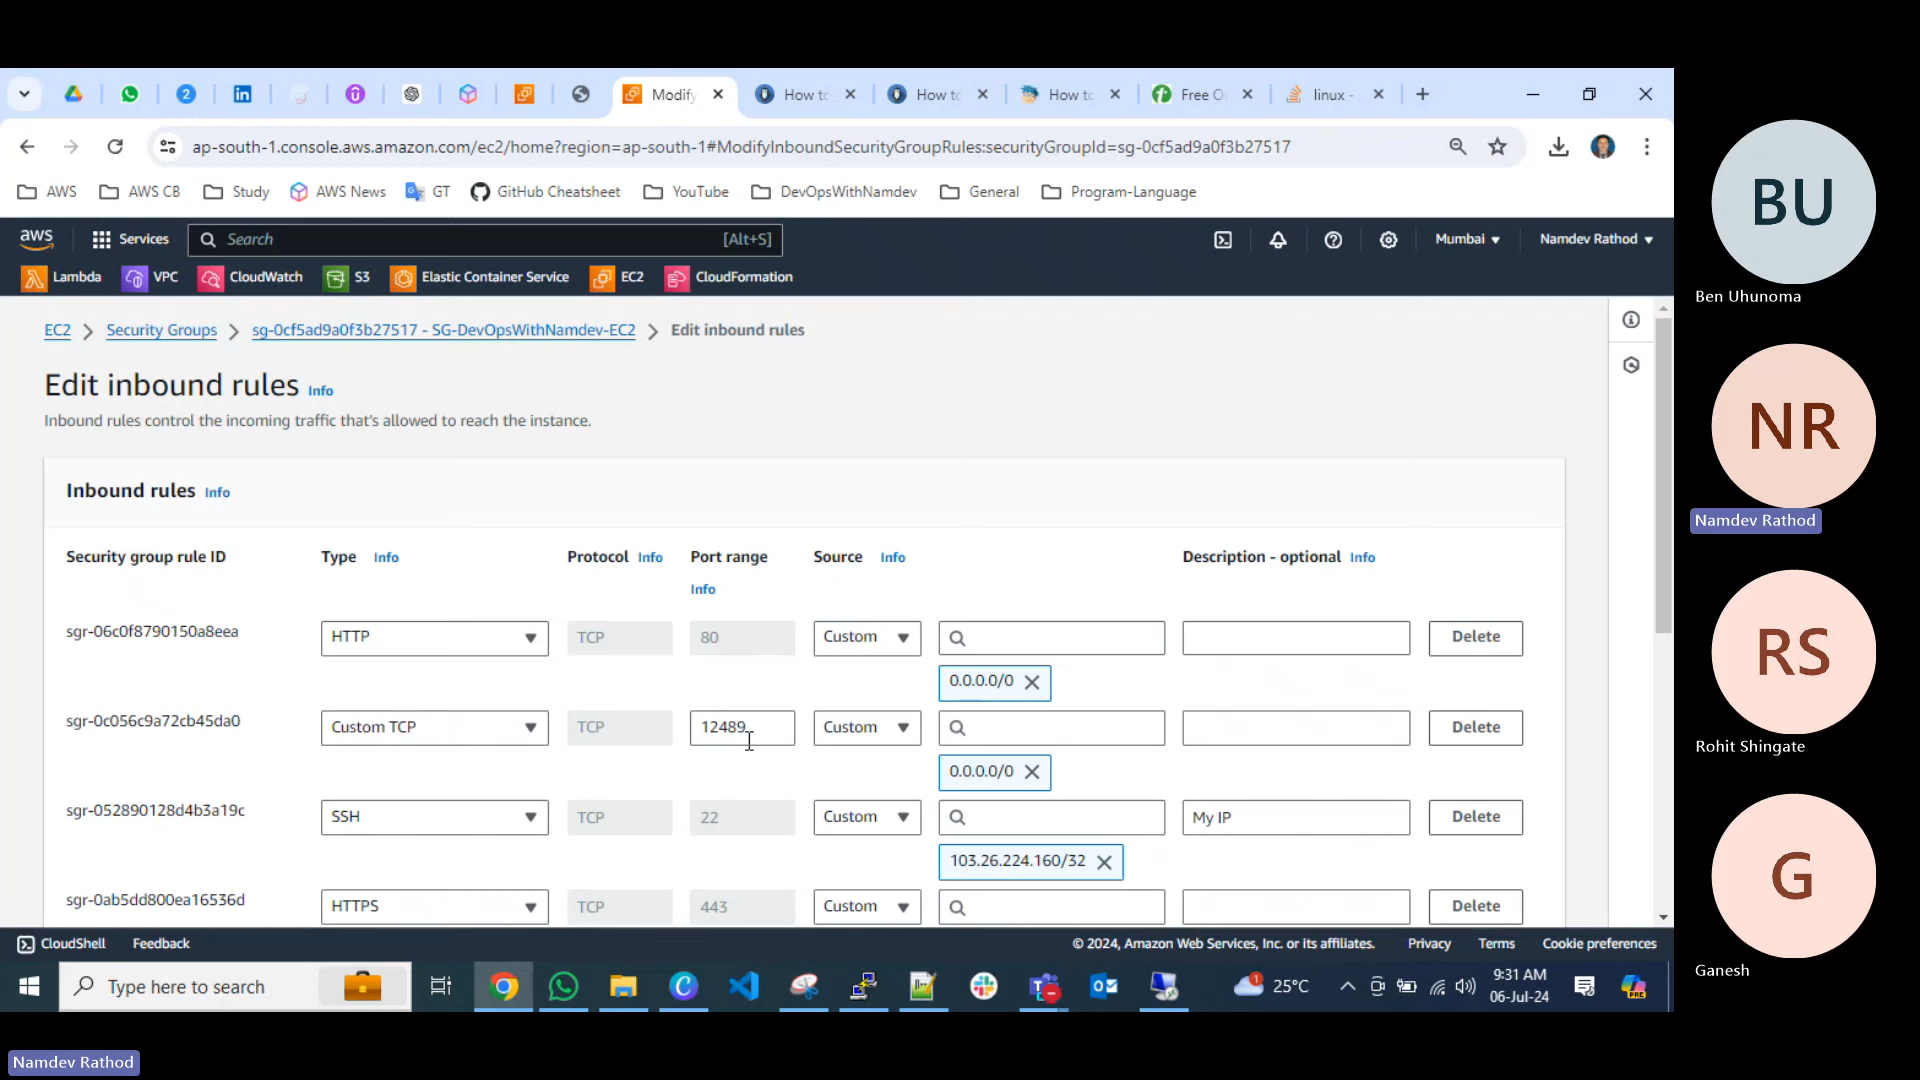 Modify
How to
How to
How to
Free O
linux -
ap-south-1.console.aws.amazon.com/ec2/home?region=ap-south-1#ModifyInboundSecurityGroupRules:securityGroupId=sg-0cf5ad9a0f3b27517
AWS AWS CB Study AWS News GT GitHub Cheatsheet YouTube DevOpsWithNamdev General Program-Language
aws Services Search [Alt+S] Mumbai Namdev Rathod
Lambda VPC CloudWatch S3 Elastic Container Service EC2 CloudFormation
EC2 Security Groups sg-0cf5ad9a0f3b27517 - SG-DevOpsWithNamdev-EC2 Edit inbound rules
Edit inbound rules Info
Inbound rules control the incoming traffic that's allowed to reach the instance.
Inbound rules Info
Security group rule ID Type Info Protocol Info Port range Info Source Info Description - optional Info
sgr-06c0f8790150a8eea HTTP TCP 80 Custom Delete
0.0.0.0/0
sgr-0c056c9a72cb45da0 Custom TCP TCP 12489 Custom Delete
0.0.0.0/0
sgr-052890128d4b3a19c SSH TCP 22 Custom My IP Delete
103.26.224.160/32
sgr-0ab5dd800ea16536d HTTPS TCP 443 Custom Delete
CloudShell Feedback © 2024, Amazon Web Services, Inc. or its affiliates. Privacy Terms Cookie preferences
Type here to search 25°C 9:31 AM
06-Jul-24
BU
Ben Uhunoma
NR
Namdev Rathod
RS
Rohit Shingate
G
Ganesh
Namdev Rathod